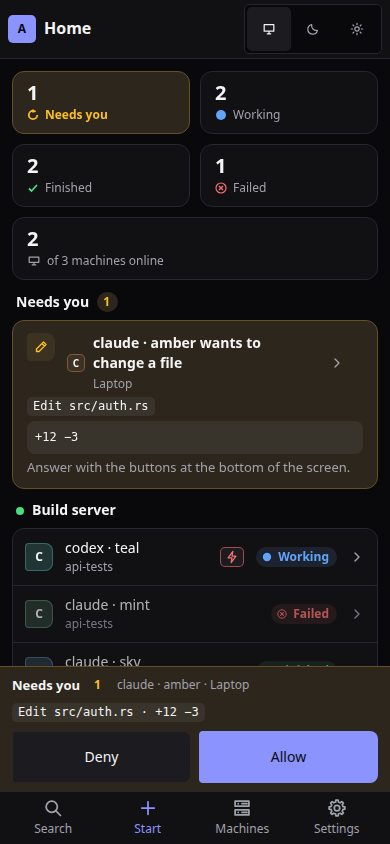 A Home
1
Needs you
2
Working
2
Finished
1
Failed
2
of 3 machines online
Needs you 1
claude · amber wants to
change a file
C
Laptop
Edit src/auth.rs
+12 −3
Answer with the buttons at the bottom of the screen.
Build server
C codex · teal Working
api-tests
C claude · mint Failed
api-tests
claude · sky
Needs you 1 claude · amber · Laptop
Edit src/auth.rs · +12 −3
Deny Allow
Search Start Machines Settings